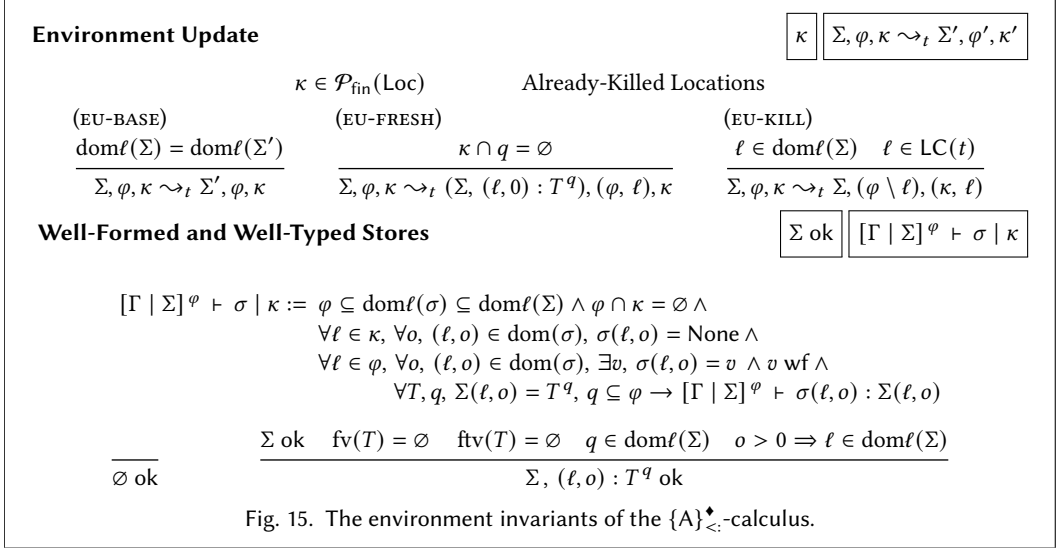 Environment Update κ Σ, φ, κ ⇝ₜ Σ′, φ′, κ′
κ ∈ 𝒫fin(Loc) Already-Killed Locations
(EU-BASE) (EU-FRESH) (EU-KILL)
domℓ(Σ) = domℓ(Σ′) κ ∩ q = ∅ ℓ ∈ domℓ(Σ) ℓ ∈ LC(t)
Σ, φ, κ ⇝ₜ Σ′, φ, κ Σ, φ, κ ⇝ₜ (Σ, (ℓ, 0) : T^q), (φ, ℓ), κ Σ, φ, κ ⇝ₜ Σ, (φ \ ℓ), (κ, ℓ)
Well-Formed and Well-Typed Stores Σ ok [Γ | Σ]^φ ⊢ σ | κ
[Γ | Σ]^φ ⊢ σ | κ := φ ⊆ domℓ(σ) ⊆ domℓ(Σ) ∧ φ ∩ κ = ∅ ∧
∀ℓ ∈ κ, ∀o, (ℓ, o) ∈ dom(σ), σ(ℓ, o) = None ∧
∀ℓ ∈ φ, ∀o, (ℓ, o) ∈ dom(σ), ∃v, σ(ℓ, o) = v ∧ v wf ∧
∀T, q, Σ(ℓ, o) = T^q, q ⊆ φ → [Γ | Σ]^φ ⊢ σ(ℓ, o) : Σ(ℓ, o)
Σ ok fv(T) = ∅ ftv(T) = ∅ q ∈ domℓ(Σ) o > 0 ⇒ ℓ ∈ domℓ(Σ)
∅ ok Σ, (ℓ, o) : T^q ok
Fig. 15. The environment invariants of the {A}^♦_<:-calculus.